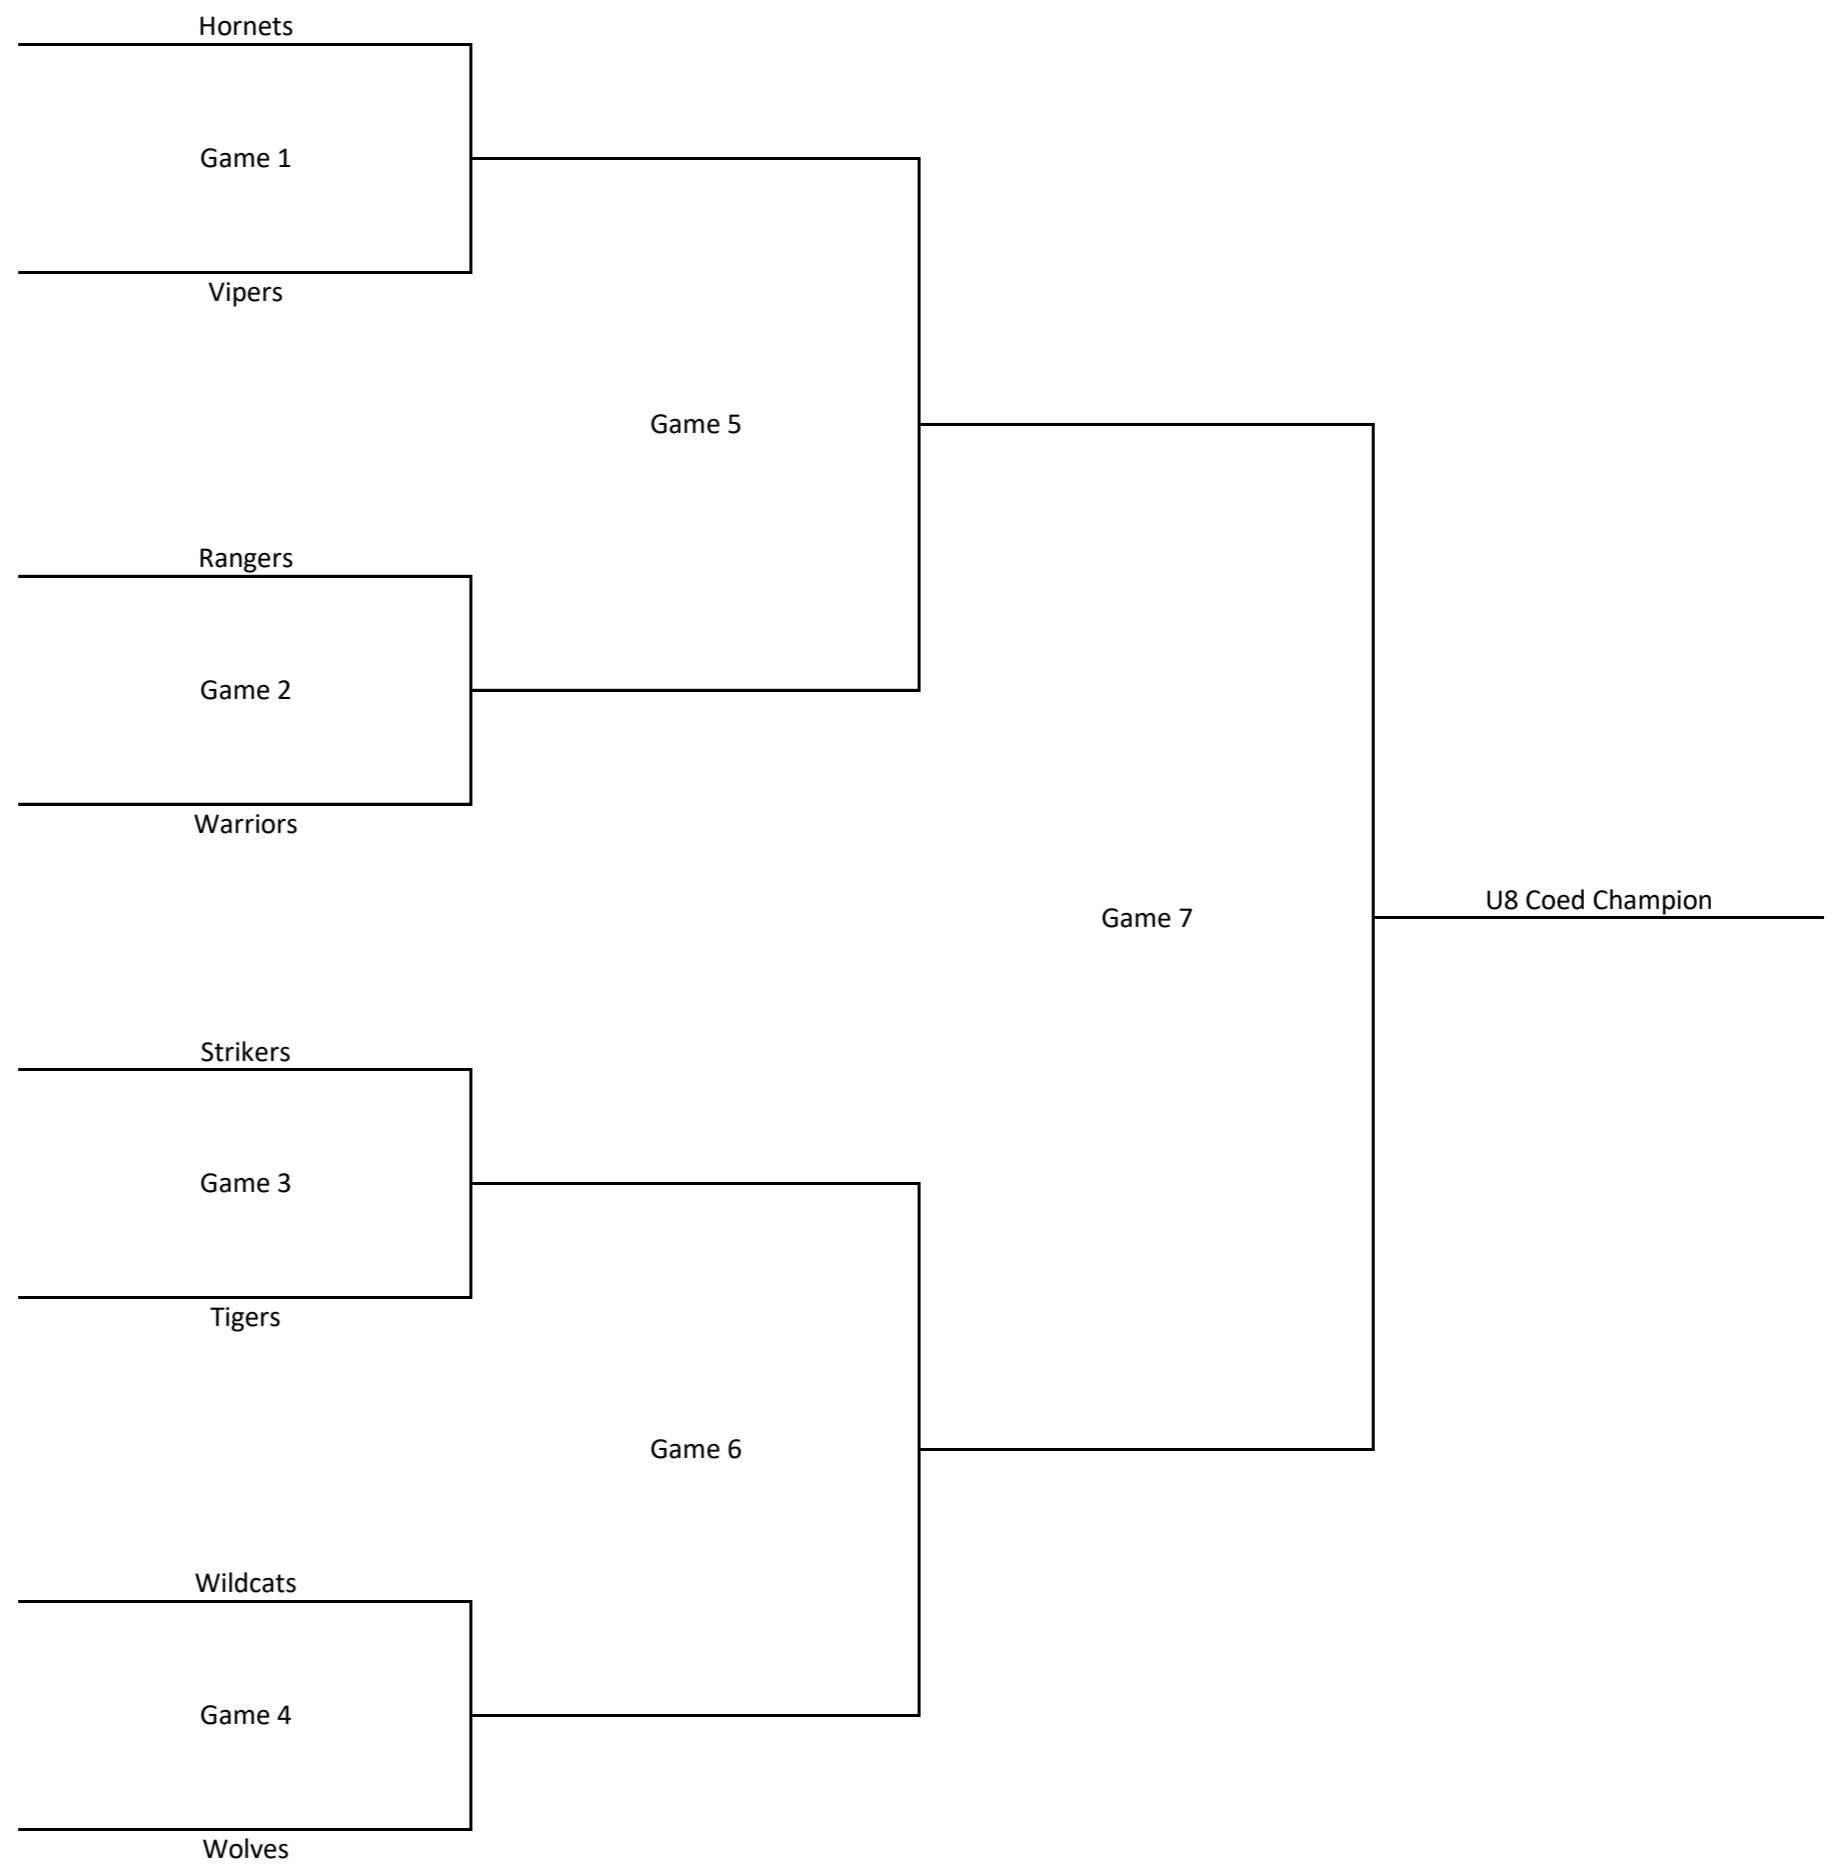 Hornets
Game 1
Vipers
Game 5
Rangers
Game 2
Warriors
U8 Coed Champion
Game 7
Strikers
Game 3
Tigers
Game 6
Wildcats
Game 4
Wolves